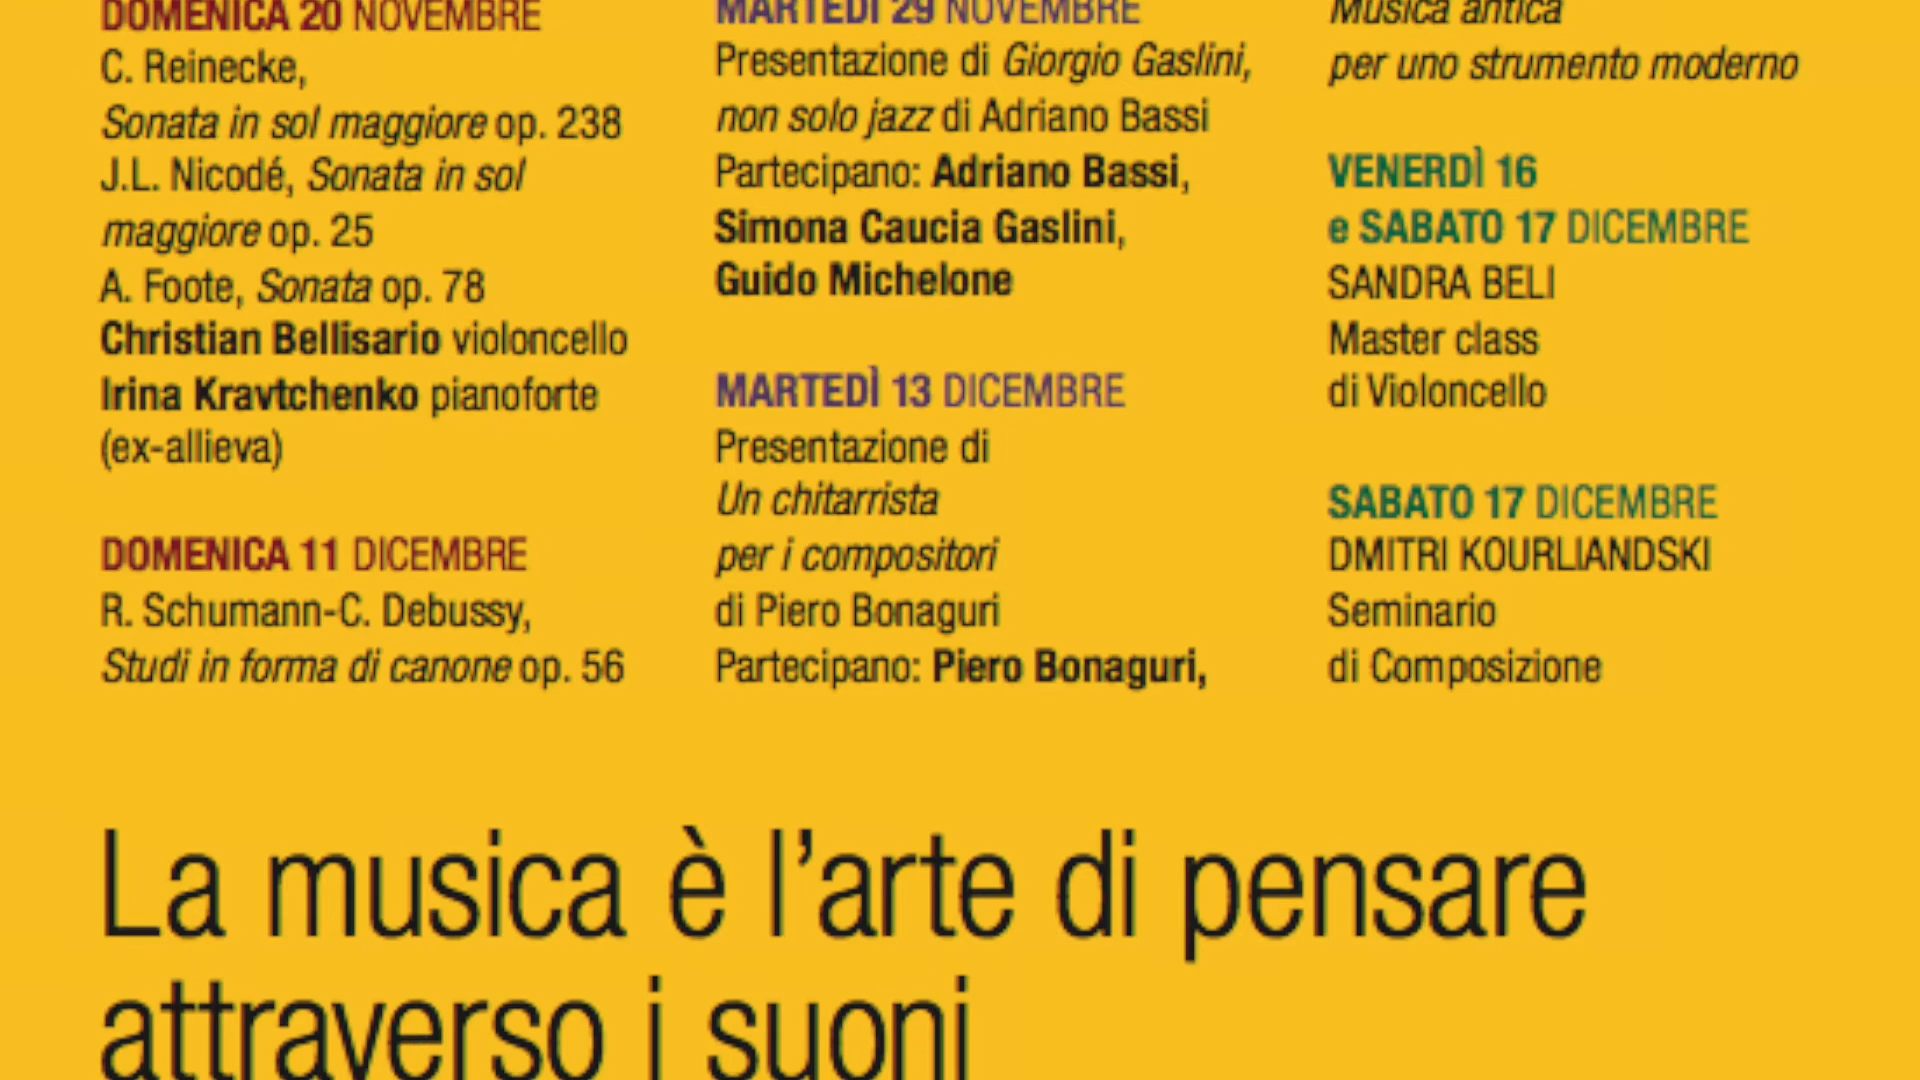 DOMENICA 20 NOVEMBRE
C. Reinecke,
Sonata in sol maggiore op. 238
J.L. Nicodé, Sonata in sol
maggiore op. 25
A. Foote, Sonata op. 78
Christian Bellisario violoncello
Irina Kravtchenko pianoforte
(ex-allieva)
DOMENICA 11 DICEMBRE
R. Schumann-C. Debussy,
Studi in forma di canone op. 56
MARTEDÌ 29 NOVEMBRE
Presentazione di Giorgio Gaslini,
non solo jazz di Adriano Bassi
Partecipano: Adriano Bassi,
Simona Caucia Gaslini,
Guido Michelone
MARTEDÌ 13 DICEMBRE
Presentazione di
Un chitarrista
per i compositori
di Piero Bonaguri
Partecipano: Piero Bonaguri,
Musica antica
per uno strumento moderno
VENERDÌ 16
e SABATO 17 DICEMBRE
SANDRA BELI
Master class
di Violoncello
SABATO 17 DICEMBRE
DMITRI KOURLIANDSKI
Seminario
di Composizione
La musica è l'arte di pensare
attraverso i suoni